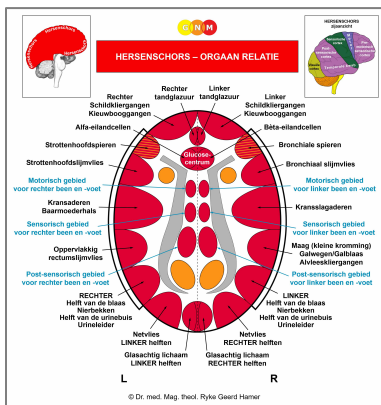 GNM
HERSENSCHORS – ORGAAN RELATIE
Hersenschors
HERSENSCHORS
zijaanzicht
Rechter
tandglazuur
Linker
tandglazuur
Rechter
Schildkliergangen
Kieuwbooggangen
Linker
Schildkliergangen
Kieuwbooggangen
Alfa-eilandcellen
Bèta-eilandcellen
Strottenhoofdspieren
Glucose-
centrum
Bronchiale spieren
Strottenhoofdslijmvlies
Bronchiaal slijmvlies
Motorisch gebied
voor rechter been en -voet
Motorisch gebied
voor linker been en -voet
Kransaderen
Baarmoederhals
Kransslagaderen
Sensorisch gebied
voor rechter been en -voet
Sensorisch gebied
voor linker been en -voet
Oppervlakkig
rectumslijmvlies
Maag (kleine kromming)
Galwegen/Galblaas
Alvleeskliergangen
Post-sensorisch gebied
voor rechter been en -voet
Post-sensorisch gebied
voor linker been en -voet
RECHTER
Helft van de blaas
Nierbekken
Helft van de urinebuis
Urineleider
LINKER
Helft van de blaas
Nierbekken
Helft van de urinebuis
Urineleider
Netvlies
LINKER helften
Netvlies
RECHTER helften
Glasachtig lichaam
LINKER helften
Glasachtig lichaam
RECHTER helften
L
R
© Dr. med. Mag. theol. Ryke Geerd Hamer